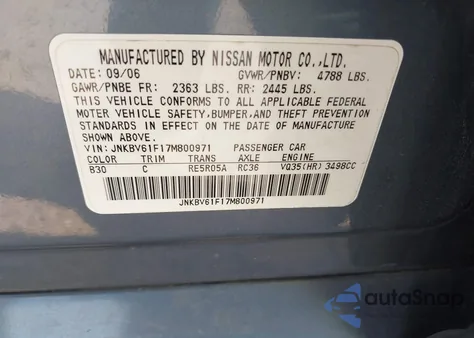 MANUFACTURED BY NISSAN MOTOR CO.,LTD.
DATE: 09/06 GVWR/PNBV: 4788 LBS.
GAWR/PNBE FR: 2363 LBS. RR: 2445 LBS.
THIS VEHICLE CONFORMS TO ALL APPLICABLE FEDERAL
MOTOR VEHICLE SAFETY,BUMPER,AND THEFT PREVENTION
STANDARDS IN EFFECT ON THE DATE OF MANUFACTURE
SHOWN ABOVE.
VIN: JNKBV61F17M800971 PASSENGER CAR
COLOR TRIM TRANS AXLE ENGINE
B30 C RE5R05A RC36 VQ35(HR) 3498CC
JNKBV61F17M800971
autoSnap